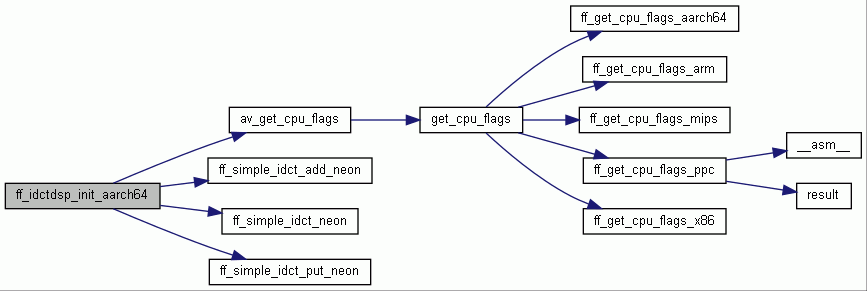 ff_get_cpu_flags_aarch64
ff_get_cpu_flags_arm
av_get_cpu_flags
get_cpu_flags
ff_get_cpu_flags_mips
__asm__
ff_simple_idct_add_neon
ff_get_cpu_flags_ppc
ff_idctdsp_init_aarch64
result
ff_simple_idct_neon
ff_get_cpu_flags_x86
ff_simple_idct_put_neon